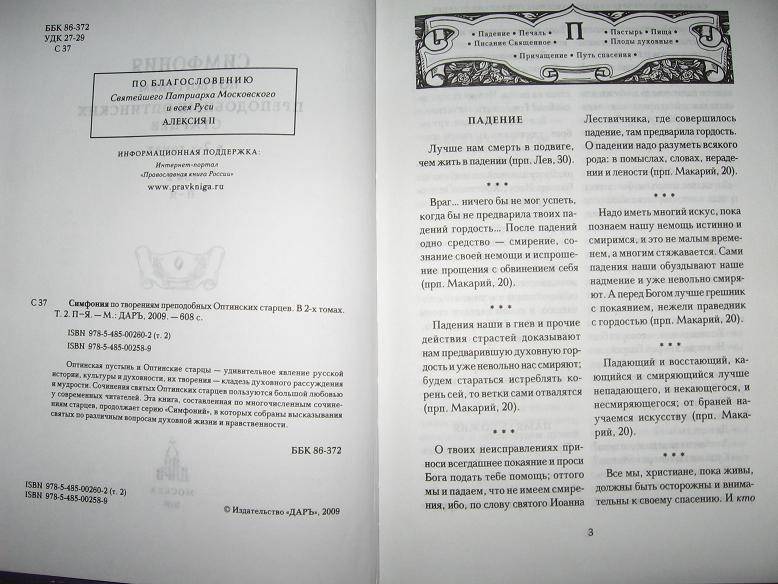 ББК 86-372
УДК 27-29
С 37
ПО БЛАГОСЛОВЕНИЮ
Святейшего Патриарха Московского
и всея Руси
АЛЕКСИЯ II
ИНФОРМАЦИОННАЯ ПОДДЕРЖКА:
Интернет-портал
«Православная книга России»
www.pravkniga.ru
С 37 Симфония по творениям преподобных Оптинских старцев. В 2-х томах.
Т. 2. П–Я. — М.: ДАРЪ, 2009. — 608 с.
ISBN 978-5-485-00260-2 (т. 2)
ISBN 978-5-485-00258-9
Оптинская пустынь и Оптинские старцы — удивительное явление русской
истории, культуры и духовности, их творения — кладезь духовного рассуждения
и мудрости. Сочинения святых Оптинских старцев пользуются большой любовью
у современных читателей. Эта книга, составленная по многочисленным сочине-
ниям старцев, продолжает серию «Симфоний», в которых собраны высказывания
святых по различным вопросам духовной жизни и нравственности.
ББК 86-372
ISBN 978-5-485-00260-2 (т. 2)
ISBN 978-5-485-00258-9
© Издательство «ДАРЪ», 2009
• Падение • Печаль •
• Писание Священное •
П
• Пастырь • Пища •
• Плоды духовные •
• Причащение • Путь спасения •
ПАДЕНИЕ
Лучше нам смерть в подвиге,
чем жить в падении (прп. Лев, 30).
* * *
Враг... ничего бы не мог успеть,
когда бы не предварила твоих па-
дений гордость... После падений
одно средство — смирение, со-
знание своей немощи и испроше-
ние прощения с обвинением себя
(прп. Макарий, 20).
* * *
Падения наши в гнев и прочие
действия страстей доказывают
нам предварившую духовную гор-
дость и уже невольно нас смиряют;
будем стараться истреблять ко-
рень сей, то ветки сами отвалятся
(прп. Макарий, 20).
* * *
О твоих неисправлениях при-
носи всегдашнее покаяние и проси
Бога подать тебе помощь; оттого
мы и падаем, что не имеем смире-
ния, ибо, по слову святого Иоанна
Лествичника, где совершилось
падение, там предварила гордость.
О падении надо разуметь всякого
рода: в помыслах, словах, нераде-
нии и лености (прп. Макарий, 20).
* * *
Надо иметь многий искус, пока
познаем нашу немощь истинно и
смиримся, и это не малым време-
нем, а многим стяжавается. Сами
падения наши обуздывают наше
надмение и уже невольно смиря-
ют. А перед Богом лучше грешник
с покаянием, нежели праведник
с гордостью (прп. Макарий, 20).
* * *
Падающий и восстающий, ка-
ющийся и смиряющийся лучше
непадающего, и некающегося, и
несмиряющегося; от браней на-
учаемся искусству (прп. Мака-
рий, 20).
* * *
Все мы, христиане, пока живы,
должны быть осторожны и внима-
тельны к своему спасению. И кто
3